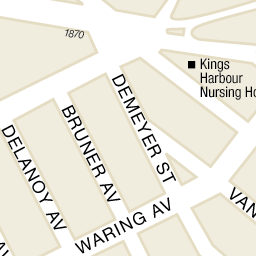 1870
Kings
Harbour
Nursing Ho
DEMEYER ST
BRUNER AV
DELANOY AV
WARING AV
VAN